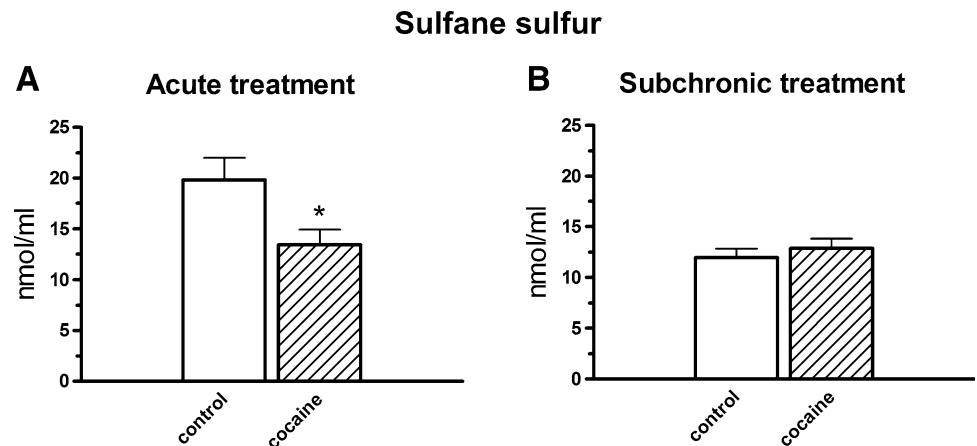 Sulfane sulfur
A Acute treatment
25
20
15
10
5
0
nmol/ml
*
control
cocaine
B Subchronic treatment
25
20
15
10
5
0
nmol/ml
control
cocaine